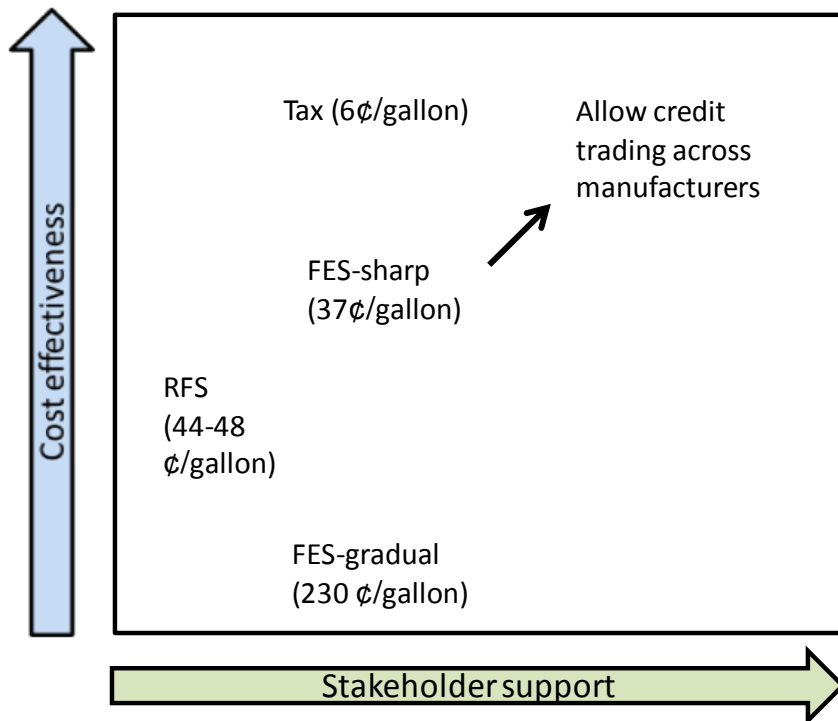 Cost effectiveness
Tax (6¢/gallon)
Allow credit
trading across
manufacturers
FES-sharp
(37¢/gallon)
RFS
(44-48
¢/gallon)
FES-gradual
(230 ¢/gallon)
Stakeholder support